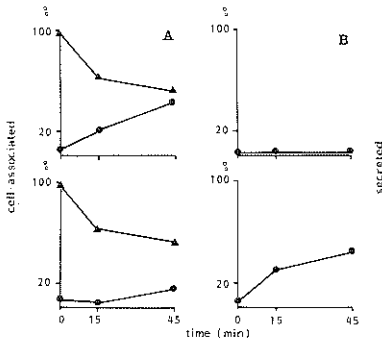 % % 
100 A 100 B
20 20
% %
100 100
20 20
cell-associated
secreted
0 15 45 0 15 45
time (min)